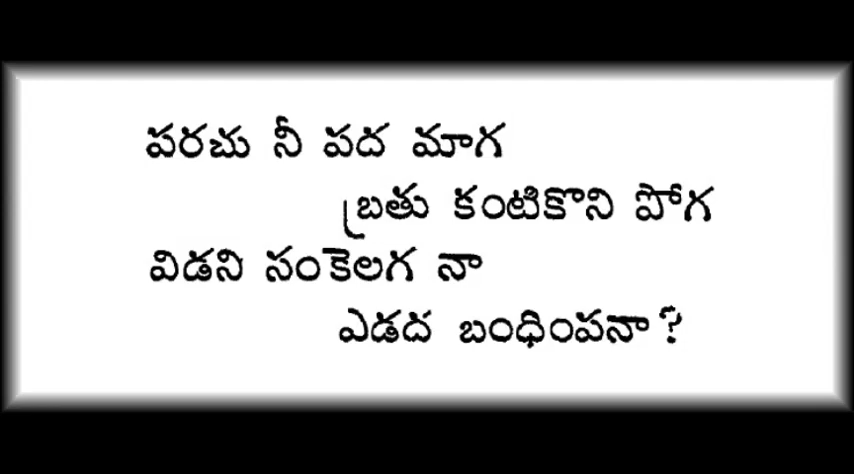 పరచు నీ పద మాగ
బ్రతు కంటికొని పోగ
విడని సంకెలగ నా
ఎడద బంధింపనా?